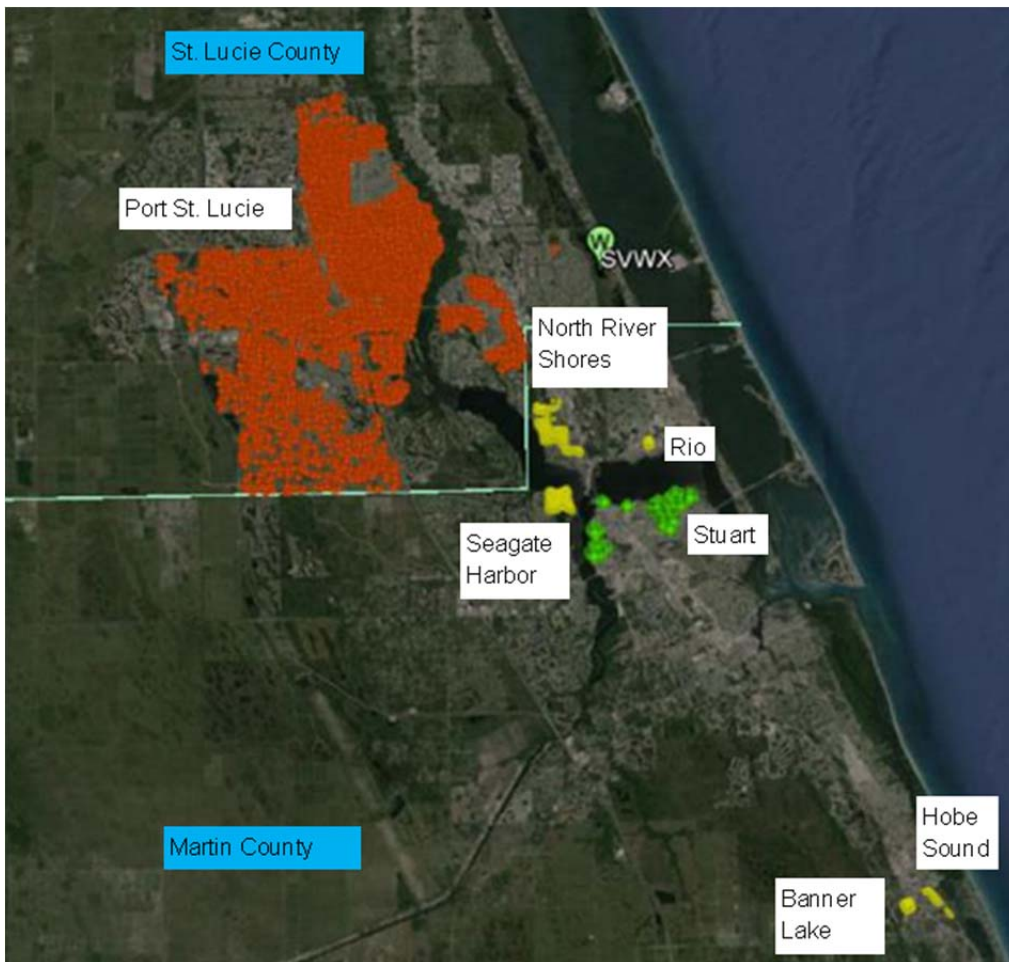 St. Lucie County
Port St. Lucie
W
SVWX
North River
Shores
Rio
Seagate
Harbor
Stuart
Martin County
Hobe
Sound
Banner
Lake